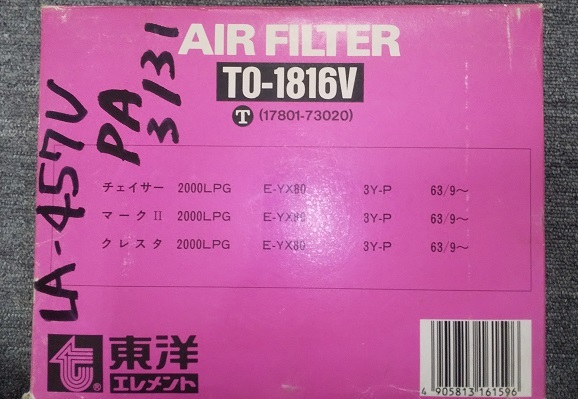 AIR FILTER
TO-1816V
T (17801-73020)
チェイサー 2000LPG E-YX80 3Y-P 63/9〜
マークII 2000LPG E-YX80 3Y-P 63/9〜
クレスタ 2000LPG E-YX80 3Y-P 63/9〜
東洋
エレメント
®
4 905813 161596
LA-457V
PA
3131